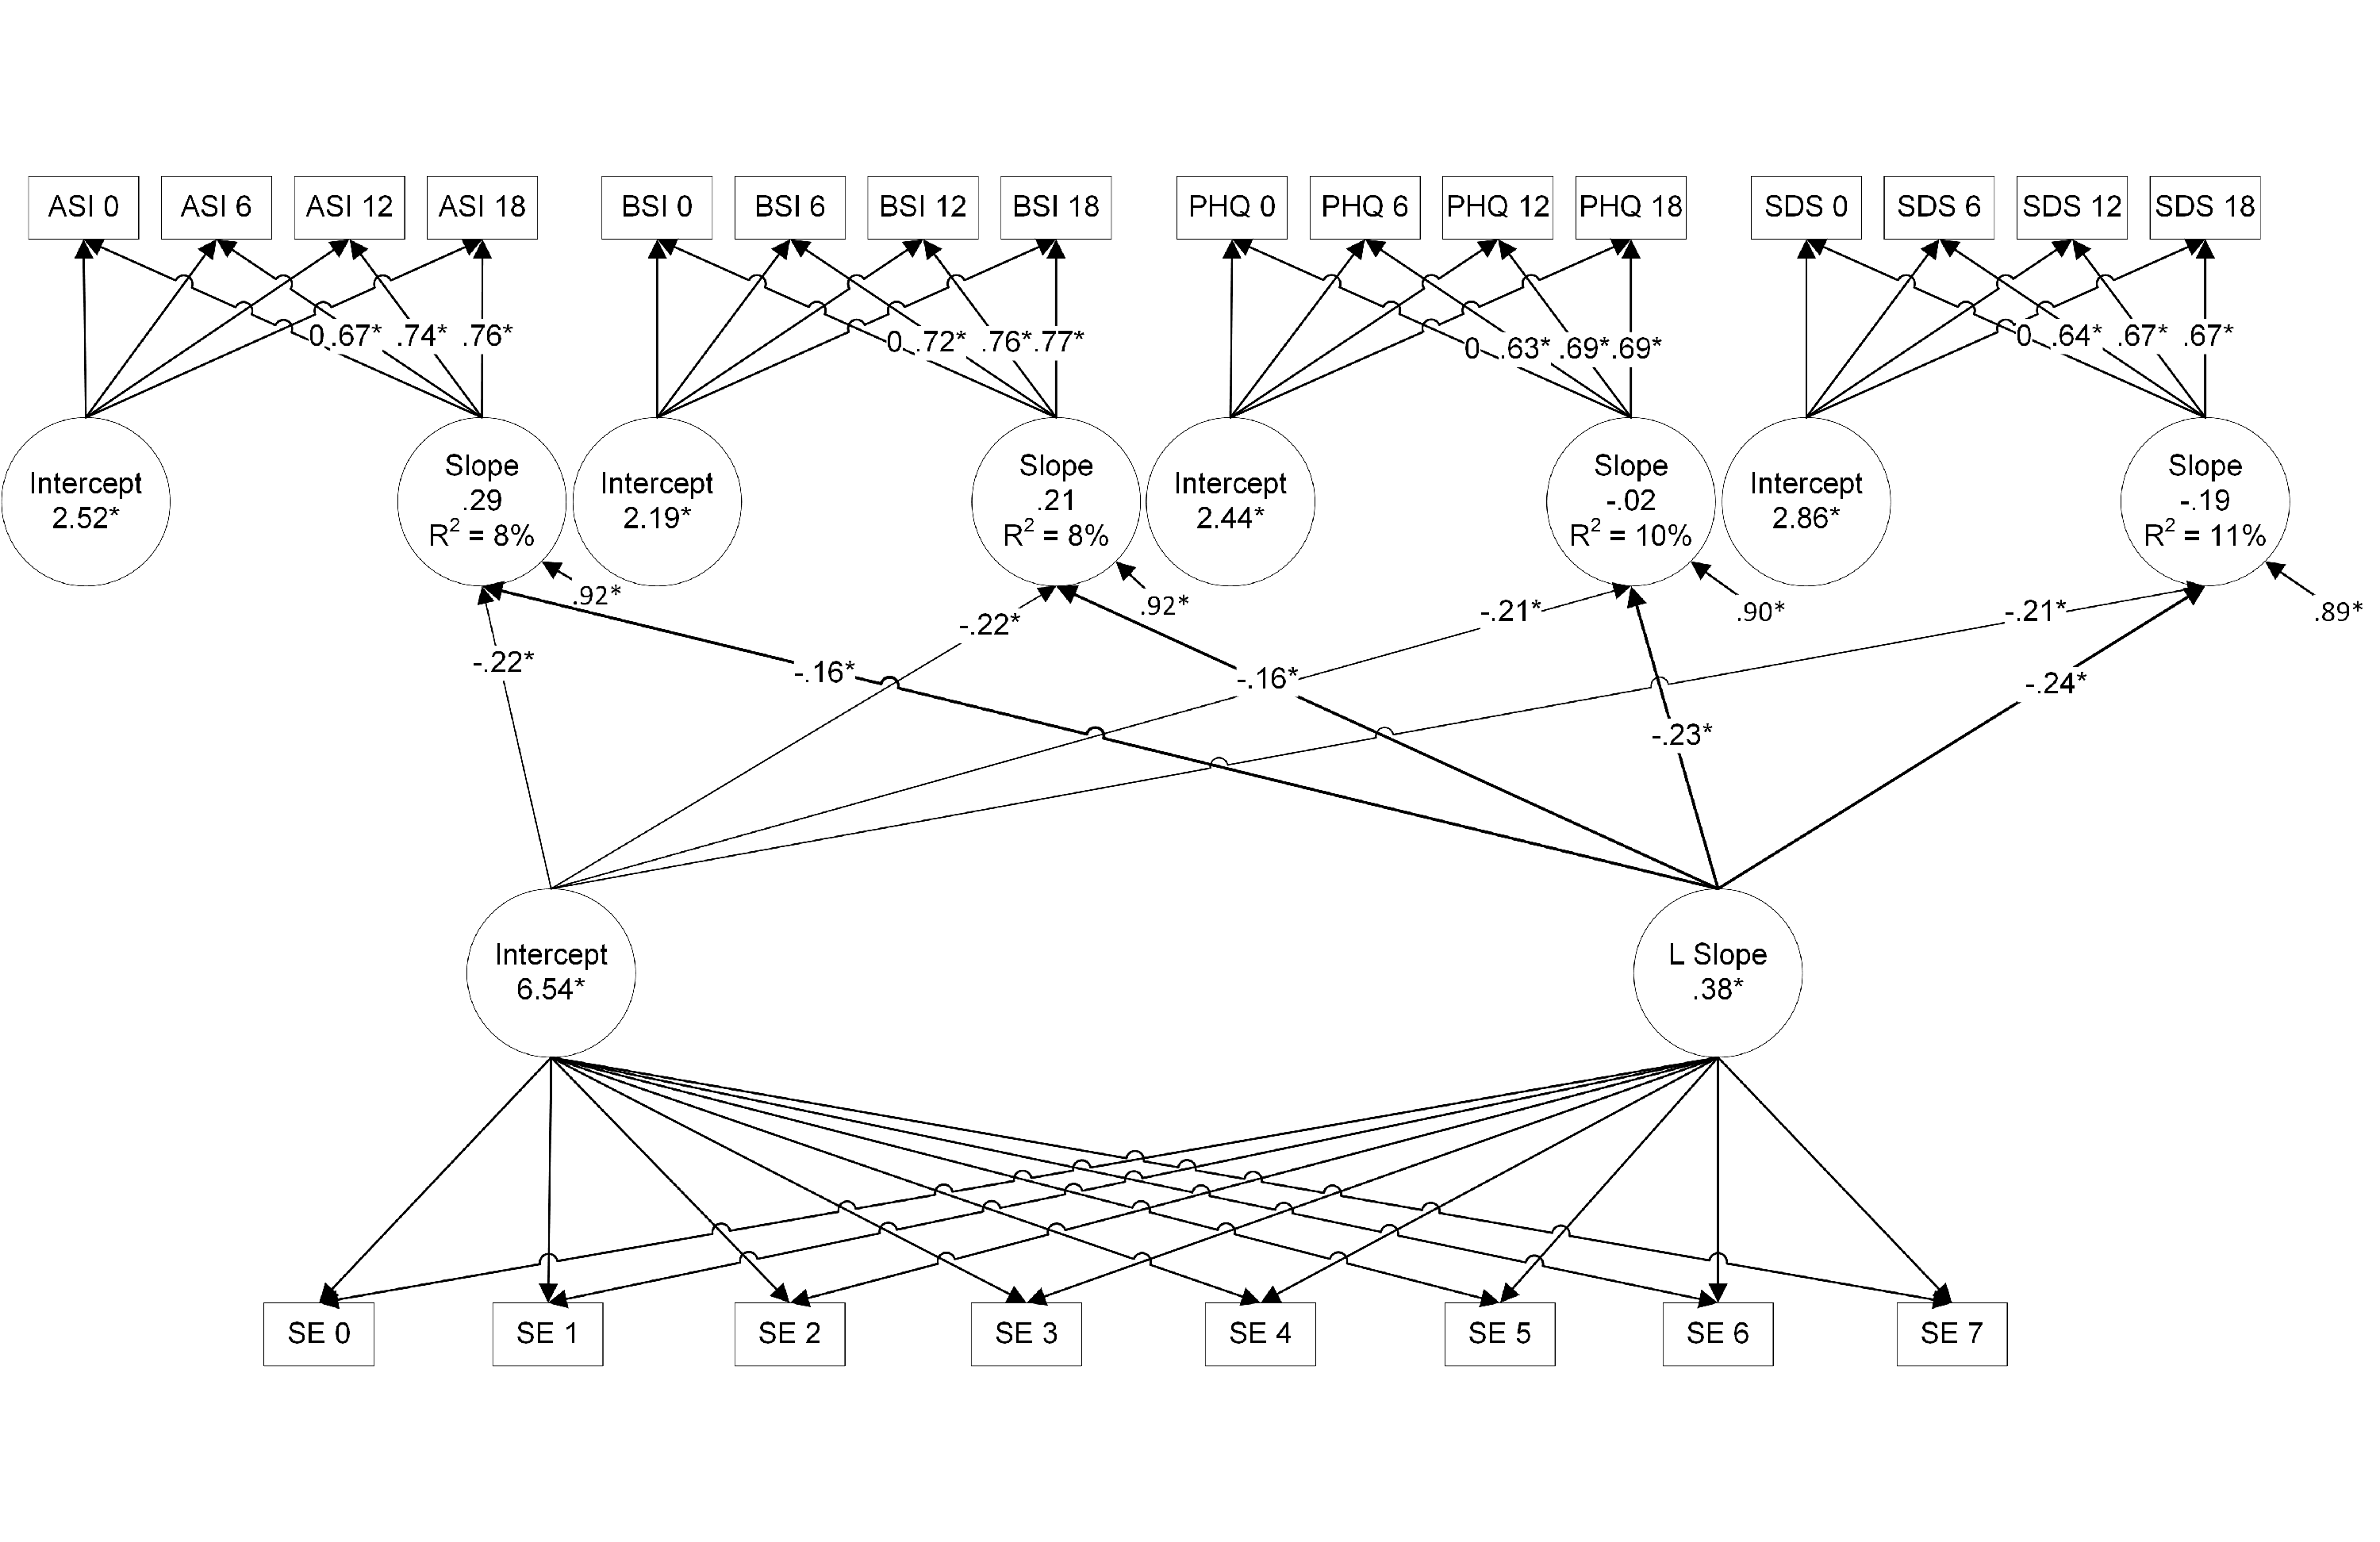 ASI 0 ASI 6 ASI 12 ASI 18 BSI 0 BSI 6 BSI 12 BSI 18 PHQ 0 PHQ 6 PHQ 12 PHQ 18 SDS 0 SDS 6 SDS 12 SDS 18
0 .67* .74* .76* 0 .72* .76* .77* 0 .63* .69* .69* 0 .64* .67* .67*
Intercept
2.52*
Slope
.29
R² = 8%
Intercept
2.19*
Slope
.21
R² = 8%
Intercept
2.44*
Slope
-.02
R² = 10%
Intercept
2.86*
Slope
-.19
R² = 11%
.92* .92* .90* .89*
-.22* -.22* -.21* -.21*
-.16* -.16* -.23* -.24*
Intercept
6.54*
L Slope
.38*
SE 0 SE 1 SE 2 SE 3 SE 4 SE 5 SE 6 SE 7